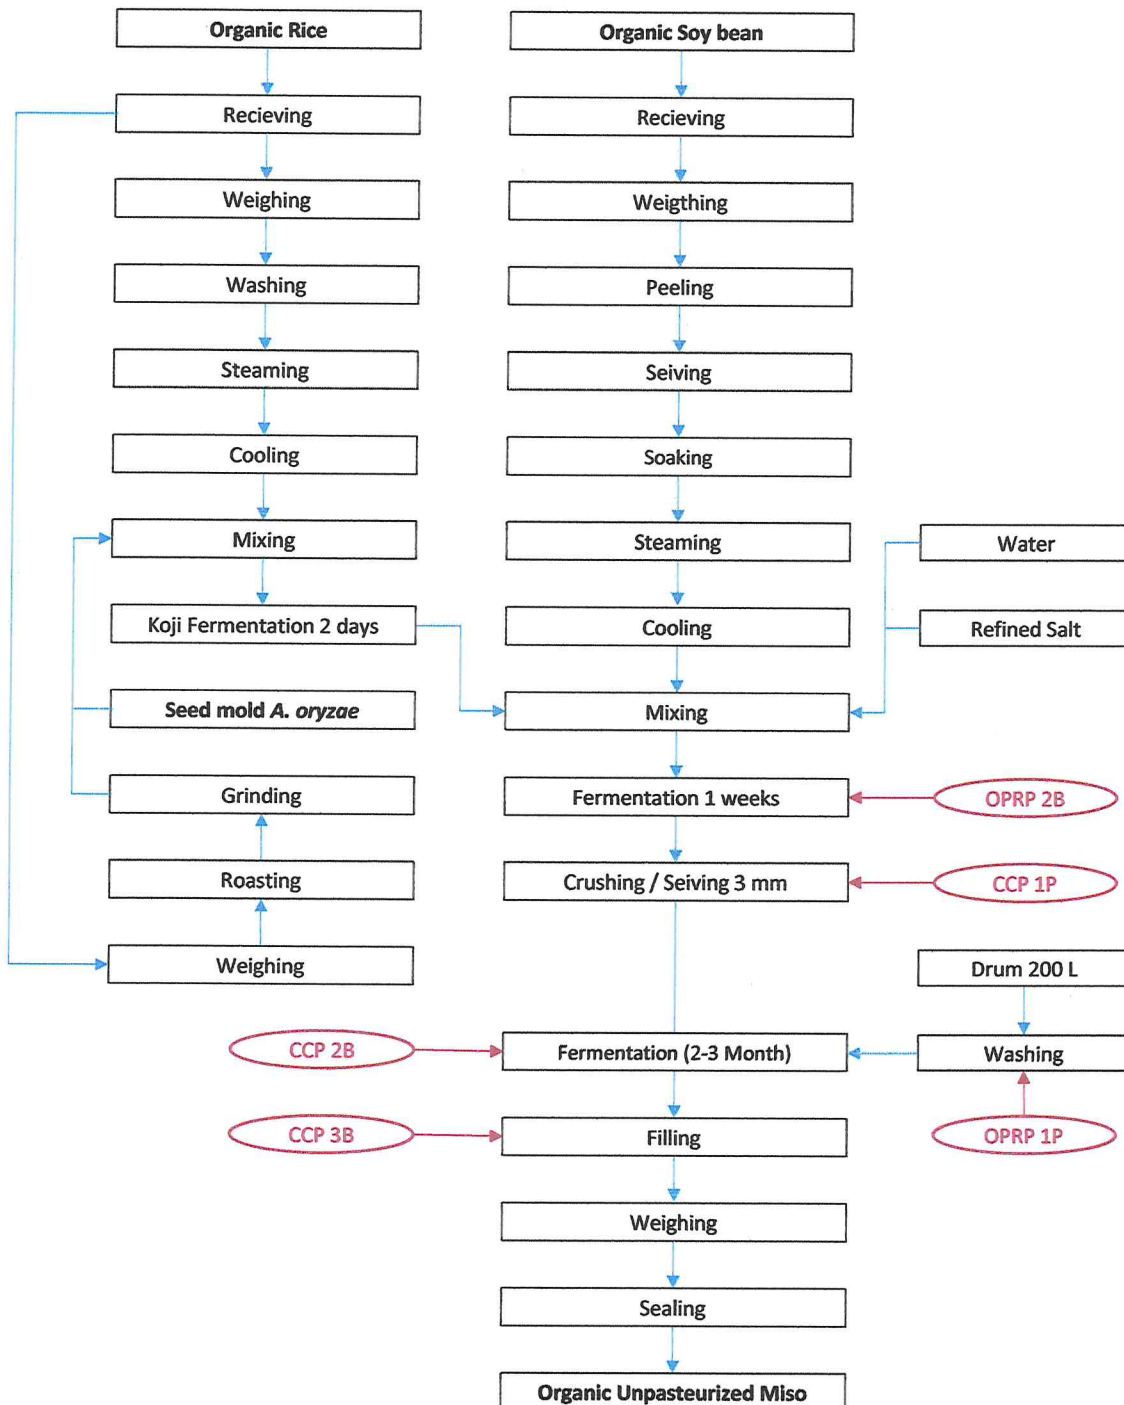 Organic Rice
Recieving
Weighing
Washing
Steaming
Cooling
Mixing
Koji Fermentation 2 days
Seed mold A. oryzae
Grinding
Roasting
Weighing
Organic Soy bean
Recieving
Weigthing
Peeling
Seiving
Soaking
Steaming
Cooling
Mixing
Water
Refined Salt
Fermentation 1 weeks
OPRP 2B
Crushing / Seiving 3 mm
CCP 1P
Drum 200 L
Washing
OPRP 1P
CCP 2B
Fermentation (2-3 Month)
CCP 3B
Filling
Weighing
Sealing
Organic Unpasteurized Miso